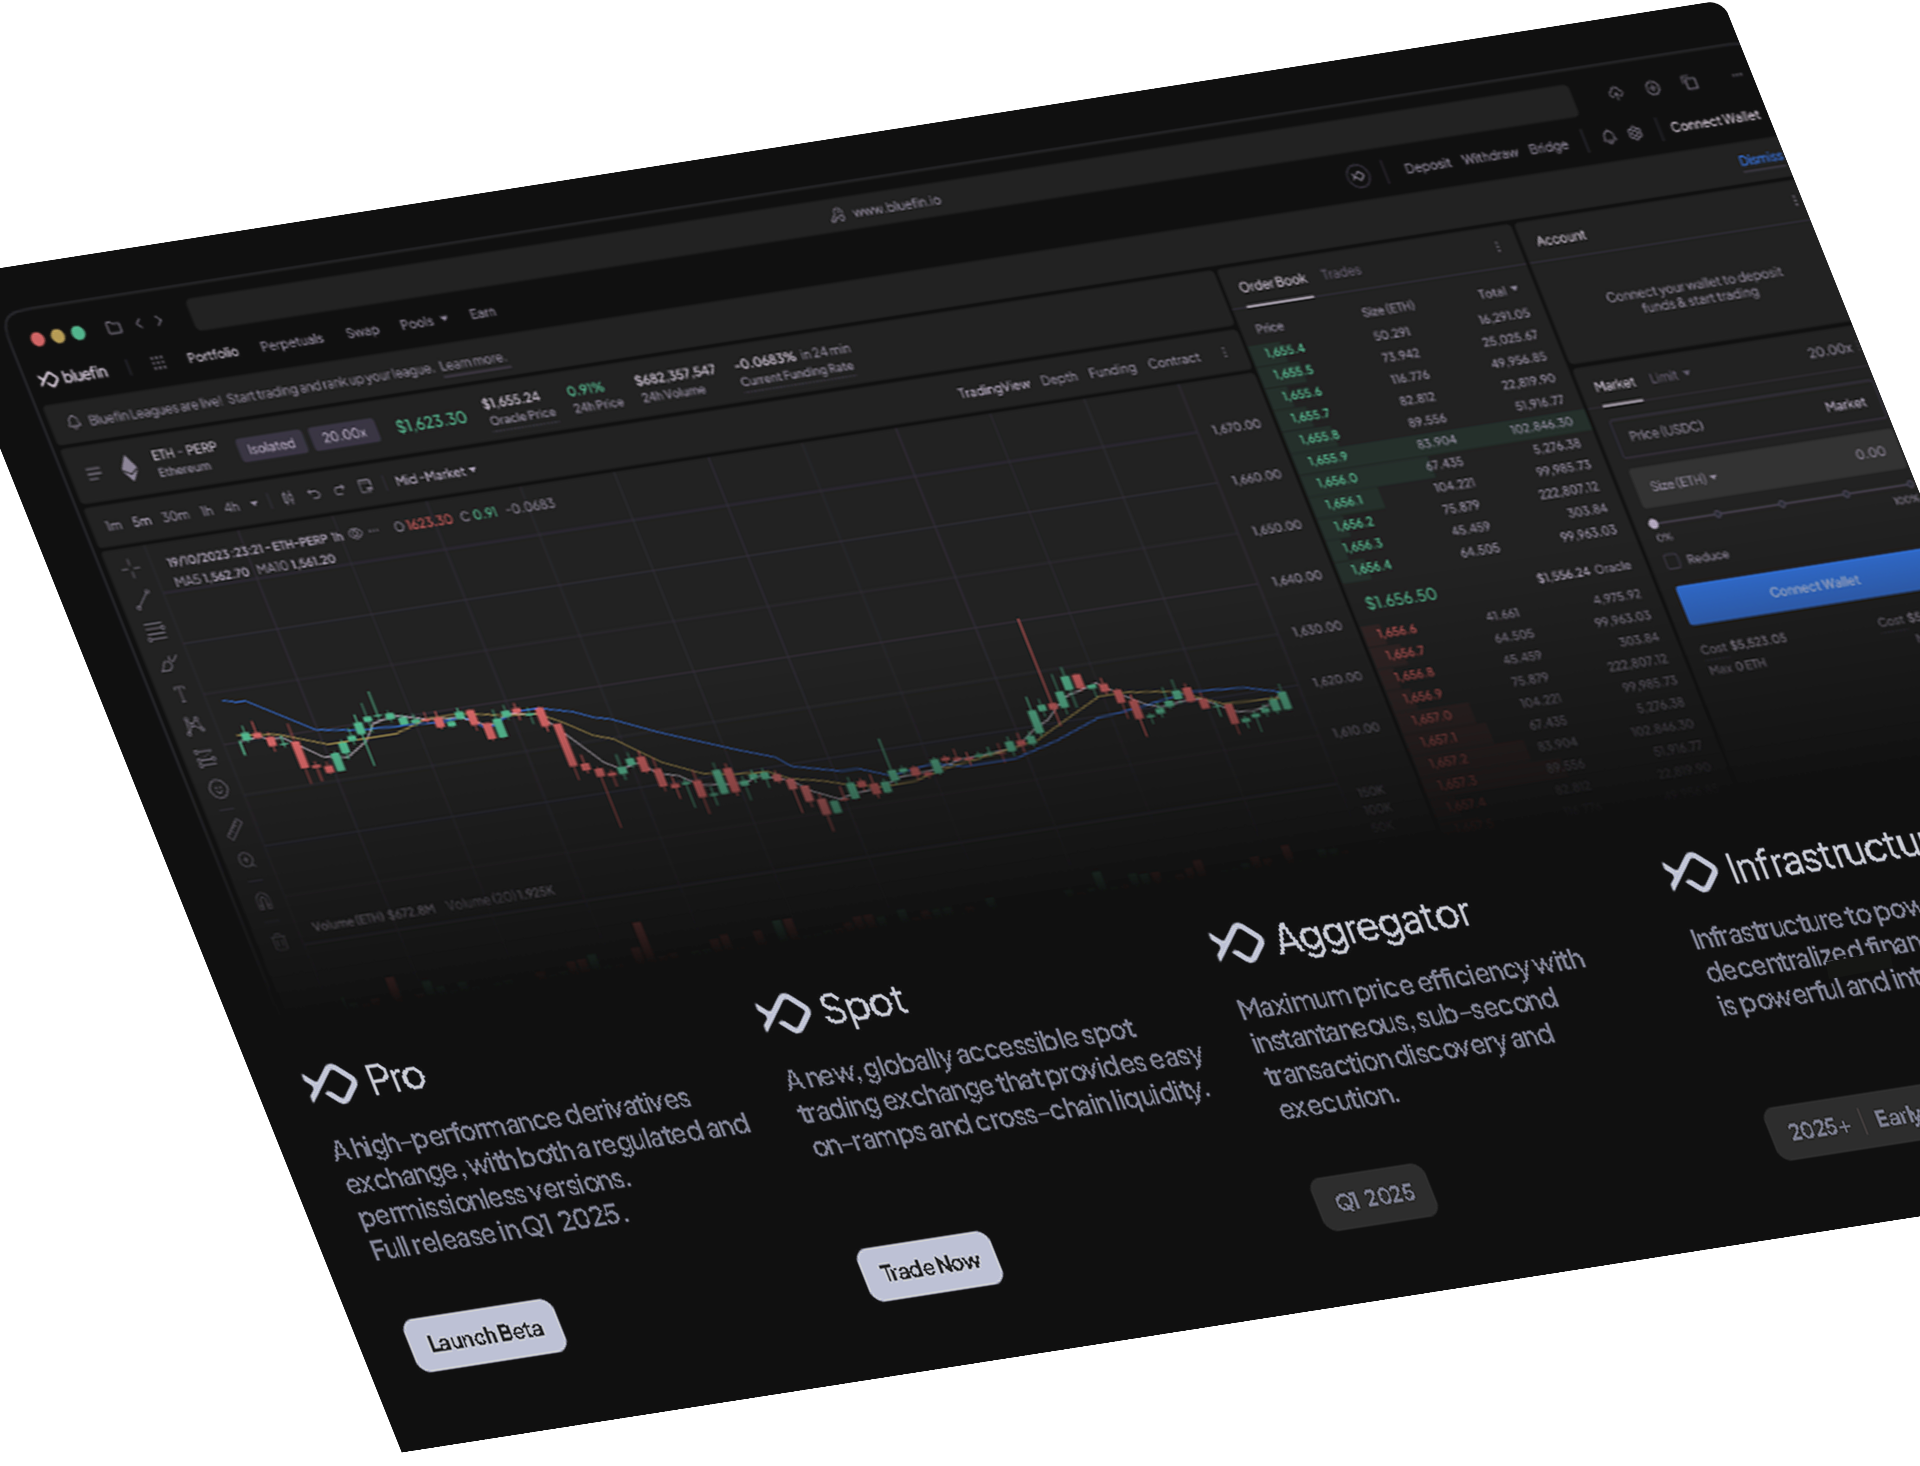 www.bluefin.io
bluefin
Portfolio
Perpetuals
Swap
Pools
Earn
Deposit
Withdraw
Bridge
Connect Wallet
Bluefin Leagues are live! Start trading and rank up your league. Learn more.
Dismiss
ETH - PERP
Ethereum
Isolated
20.00x
$1,623.30
$1,655.24
Oracle Price
0.91%
24h Price
$682,357,547
24h Volume
-0.0683% in 24 min
Current Funding Rate
1m 5m 30m 1h 4h
Mid - Market
TradingView
Depth
Funding
Contract
19/10/2023 :23:21 - ETH-PERP 1h
O 1623.30 C 0.91 -0.0683
MA5 1,562.70 MA10 1,561.20
1,670.00
1,660.00
1,650.00
1,640.00
1,630.00
1,620.00
1,610.00
150K
100K
50K
Volume (ETH) $672.8M Volume (20) 1.925K
Order Book
Trades
Price Size (ETH) Total
1,655.4 50.291 16,291.05
1,655.5 73.942 25,025.67
1,655.6 116.776 49,956.85
1,655.7 82.812 22,819.90
1,655.8 89.556 51,916.77
1,655.9 83.904 102,846.30
1,656.0 67.435 5,276.38
1,656.1 104.221 99,985.73
1,656.2 75.879 222,807.12
1,656.3 45.459 303.84
1,656.4 64.505 99,963.03
$1,656.50 $1,556.24 Oracle
1,656.6 41.661 4,975.92
1,656.7 64.505 99,963.03
1,656.8 45.459 303.84
1,656.9 75.879 222,807.12
1,657.0 104.221 99,985.73
1,657.1 67.435 5,276.38
1,657.2 83.904 102,846.30
1,657.3 89.556 51,916.77
1,657.4 82.812 22,819.90
Account
Connect your wallet to deposit
funds & start trading
Market
Limit
20.00x
Price (USDC) Market
Size (ETH) 0.00
0% 100%
Reduce
Connect Wallet
Cost $5,523.05 Cost
Max 0 ETH
Pro
A high-performance derivatives
exchange, with both a regulated and
permissionless versions.
Full release in Q1 2025.
Launch Beta
Spot
A new, globally accessible spot
trading exchange that provides easy
on-ramps and cross-chain liquidity.
Trade Now
Aggregator
Maximum price efficiency with
instantaneous, sub-second
transaction discovery and
execution.
Q1 2025
Infrastructu
Infrastructure to pow
decentralized finan
is powerful and int
2025+ | Early